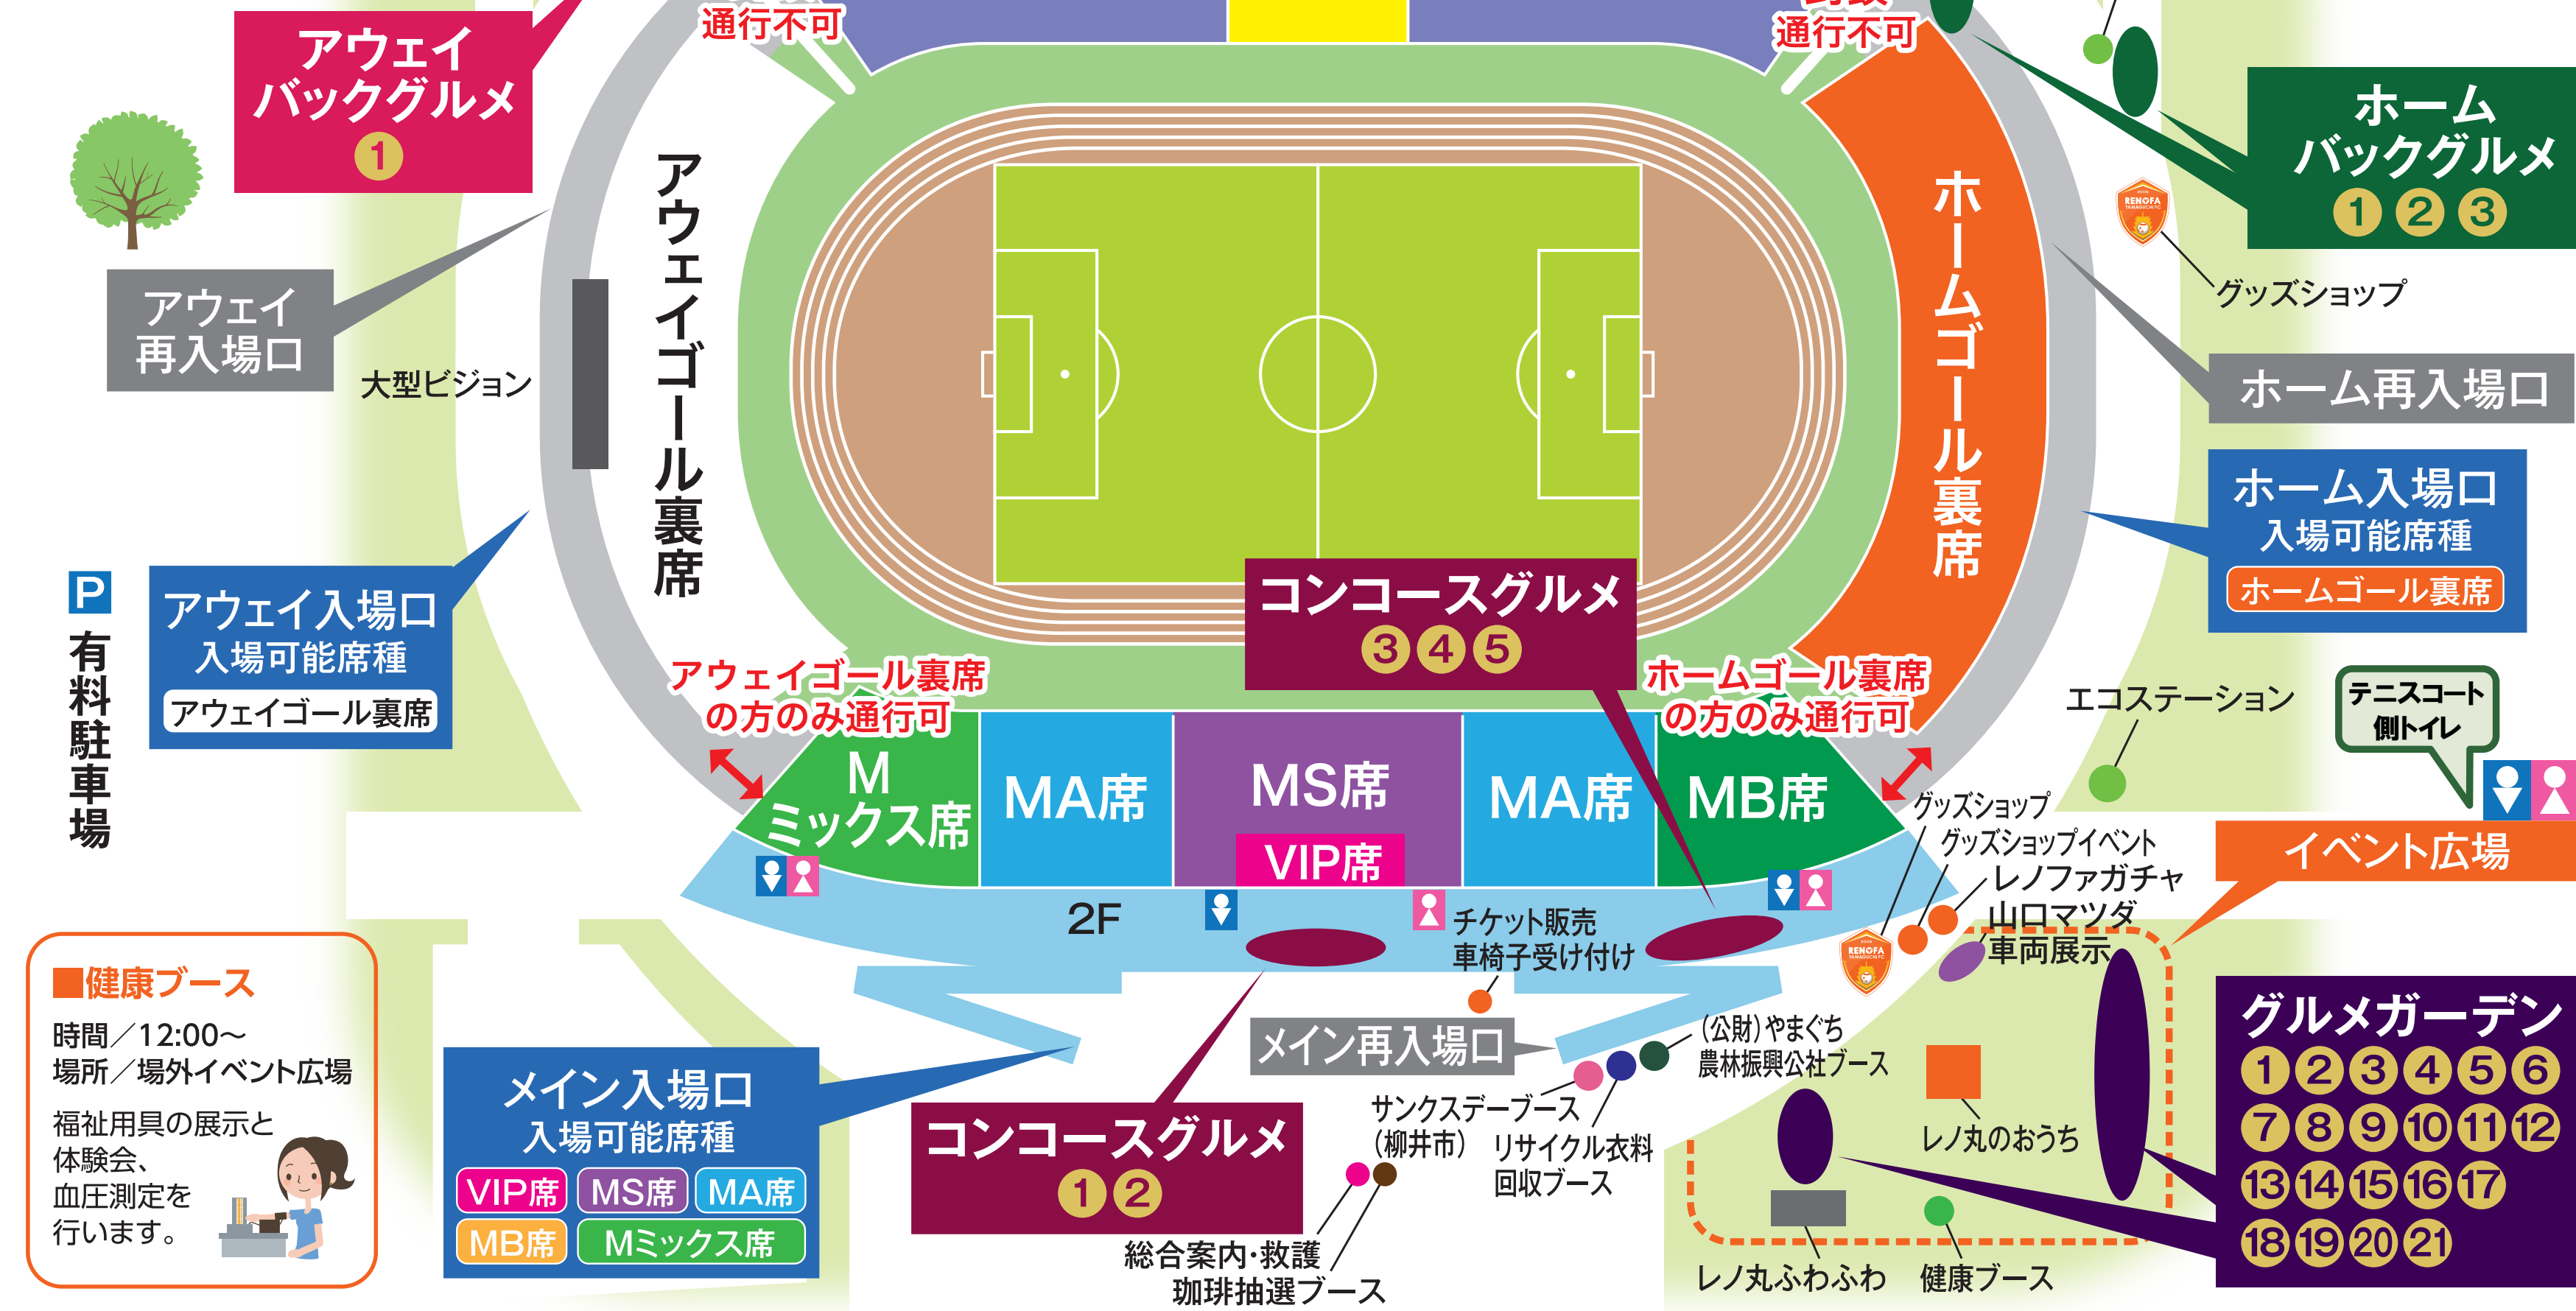 通行不可
通行不可
アウェイ
バックグルメ
1
ホーム
バックグルメ
1 2 3
アウェイゴール裏席
ホームゴール裏席
RENOFA
YAMAGUCHI FC
グッズショップ
アウェイ
再入場口
大型ビジョン
ホーム再入場口
ホーム入場口
入場可能席種
ホームゴール裏席
P
有料駐車場
アウェイ入場口
入場可能席種
アウェイゴール裏席
コンコースグルメ
3 4 5
アウェイゴール裏席
の方のみ通行可
ホームゴール裏席
の方のみ通行可
エコステーション
テニスコート
側トイレ
M
ミックス席
MA席
MS席
VIP席
MA席
MB席
グッズショップ
グッズショップイベント
レノファガチャ
山口マツダ
車両展示
イベント広場
2F
チケット販売
車椅子受け付け
RENOFA
YAMAGUCHI FC
■健康ブース
時間／12:00～
場所／場外イベント広場
福祉用具の展示と
体験会、
血圧測定を
行います。
メイン入場口
入場可能席種
VIP席 MS席 MA席
MB席 Mミックス席
コンコースグルメ
1 2
メイン再入場口
(公財)やまぐち
農林振興公社ブース
サンクスデーブース
(柳井市)
リサイクル衣料
回収ブース
総合案内・救護
珈琲抽選ブース
レノ丸のおうち
レノ丸ふわふわ
健康ブース
グルメガーデン
1 2 3 4 5 6
7 8 9 10 11 12
13 14 15 16 17
18 19 20 21